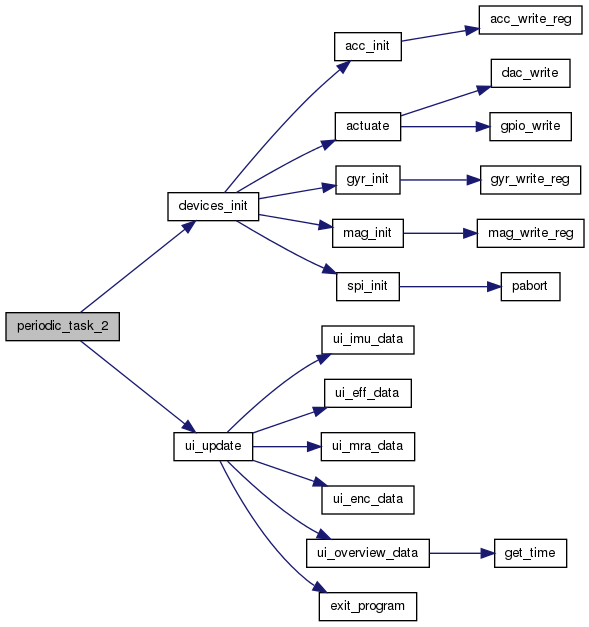 acc_write_reg
acc_init
dac_write
actuate
gpio_write
gyr_init
gyr_write_reg
devices_init
mag_init
mag_write_reg
spi_init
pabort
periodic_task_2
ui_imu_data
ui_eff_data
ui_update
ui_mra_data
ui_enc_data
ui_overview_data
get_time
exit_program